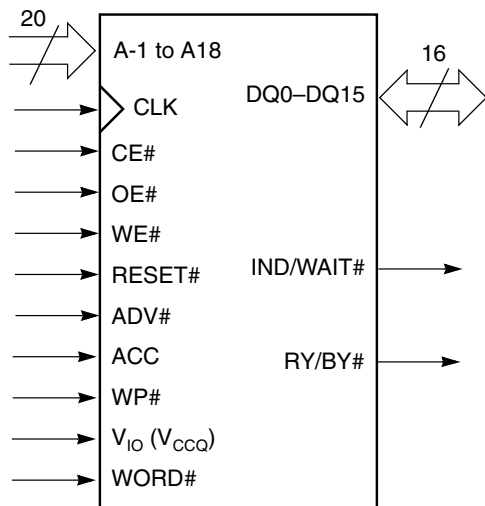 20
A-1 to A18
16
DQ0–DQ15
CLK
CE#
OE#
WE#
RESET#
IND/WAIT#
ADV#
ACC
RY/BY#
WP#
VIO (VCCQ)
WORD#